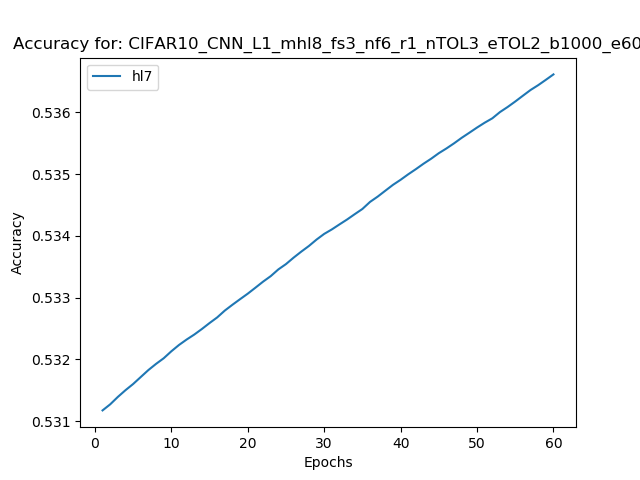 Accuracy for: CIFAR10_CNN_L1_mhl8_fs3_nf6_r1_nTOL3_eTOL2_b1000_e60
hl7
0.536
0.535
0.534
0.533
0.532
0.531
Accuracy
0 10 20 30 40 50 60
Epochs